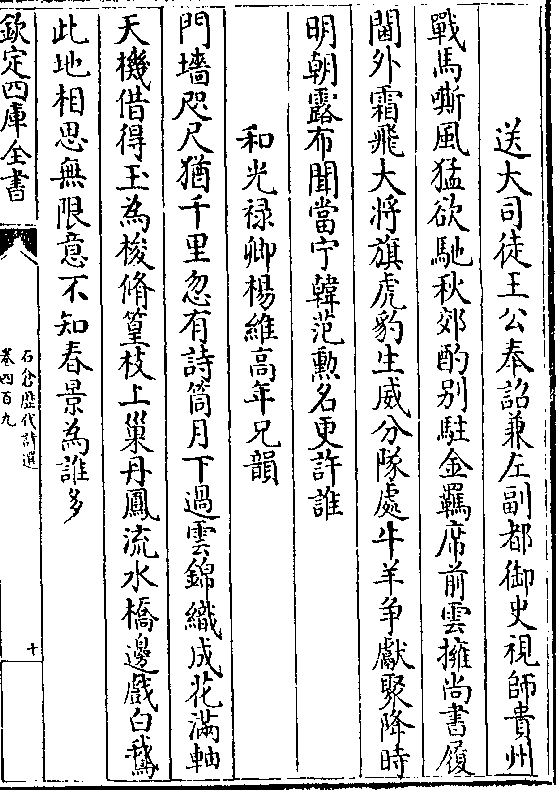 送大司徒王公奉詔兼左副都御史視師貴州
戰馬嘶風猛欲馳秋郊酌别駐金羈席前雲擁尚書履
閫外霜飛大将旗虎豹生威分隊處牛羊争獻聚降時
明朝露布聞當宁韓范勲名更許誰
和光禄卿楊維高年兄韻
門墻咫尺猶千里忽有詩筒月下過雲錦織成花滿軸
天機借得玉為梭脩篁枝上巢丹鳳流水橋邊戲白鵞
此地相思無限意不知春景為誰多
欽定四庫全書
石倉歷代詩選
卷四百九
十